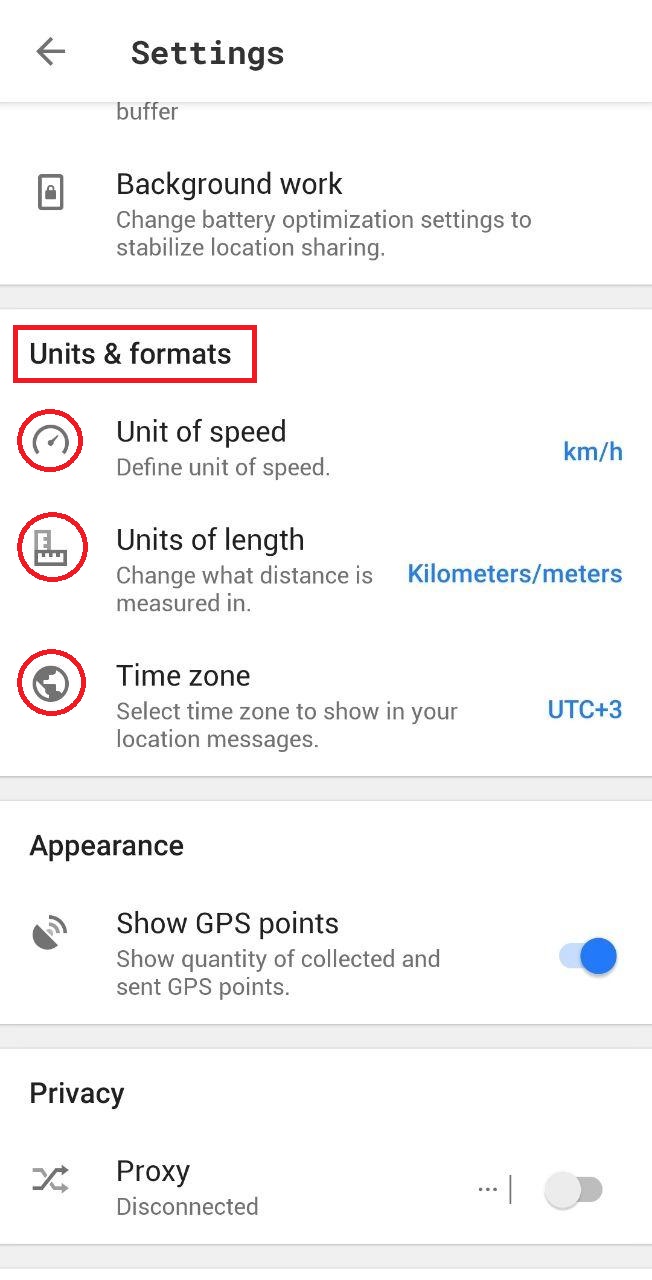 Settings
buffer
Background work
Change battery optimization settings to
stabilize location sharing.
Units & formats
Unit of speed
Define unit of speed.
km/h
Units of length
Change what distance is
measured in.
Kilometers/meters
Time zone
Select time zone to show in your
location messages.
UTC+3
Appearance
Show GPS points
Show quantity of collected and
sent GPS points.
Privacy
Proxy
Disconnected